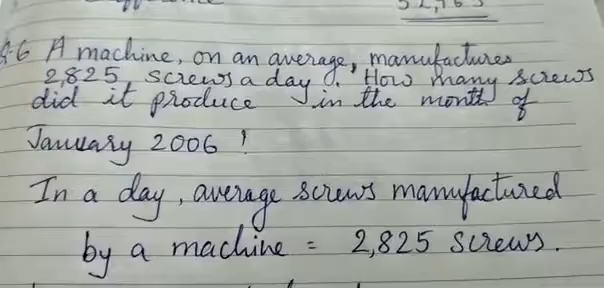 Q.6 A machine, on an average, manufactures
2,825 screws a day. How many screws
did it produce in the month of
January 2006 !
In a day, average screws manufactured
by a machine = 2,825 screws.